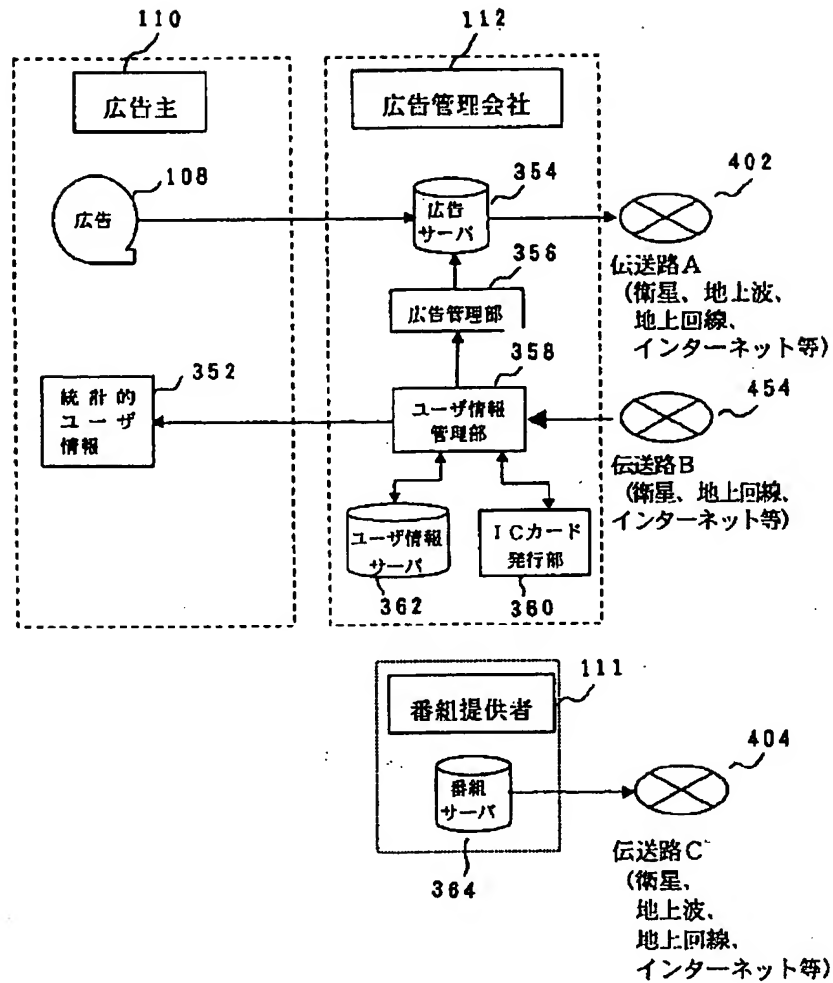 110
112
広告主
広告管理会社
108
広告
354
広告
サーバ
402
伝送路A
(衛星、地上波、
地上回線、
インターネット等)
356
広告管理部
358
ユーザ情報
管理部
352
統計的
ユーザ
情報
454
伝送路B
(衛星、地上回線、
インターネット等)
ユーザ情報
サーバ
362
ICカード
発行部
360
111
番組提供者
番組
サーバ
364
404
伝送路C
(衛星、
地上波、
地上回線、
インターネット等)